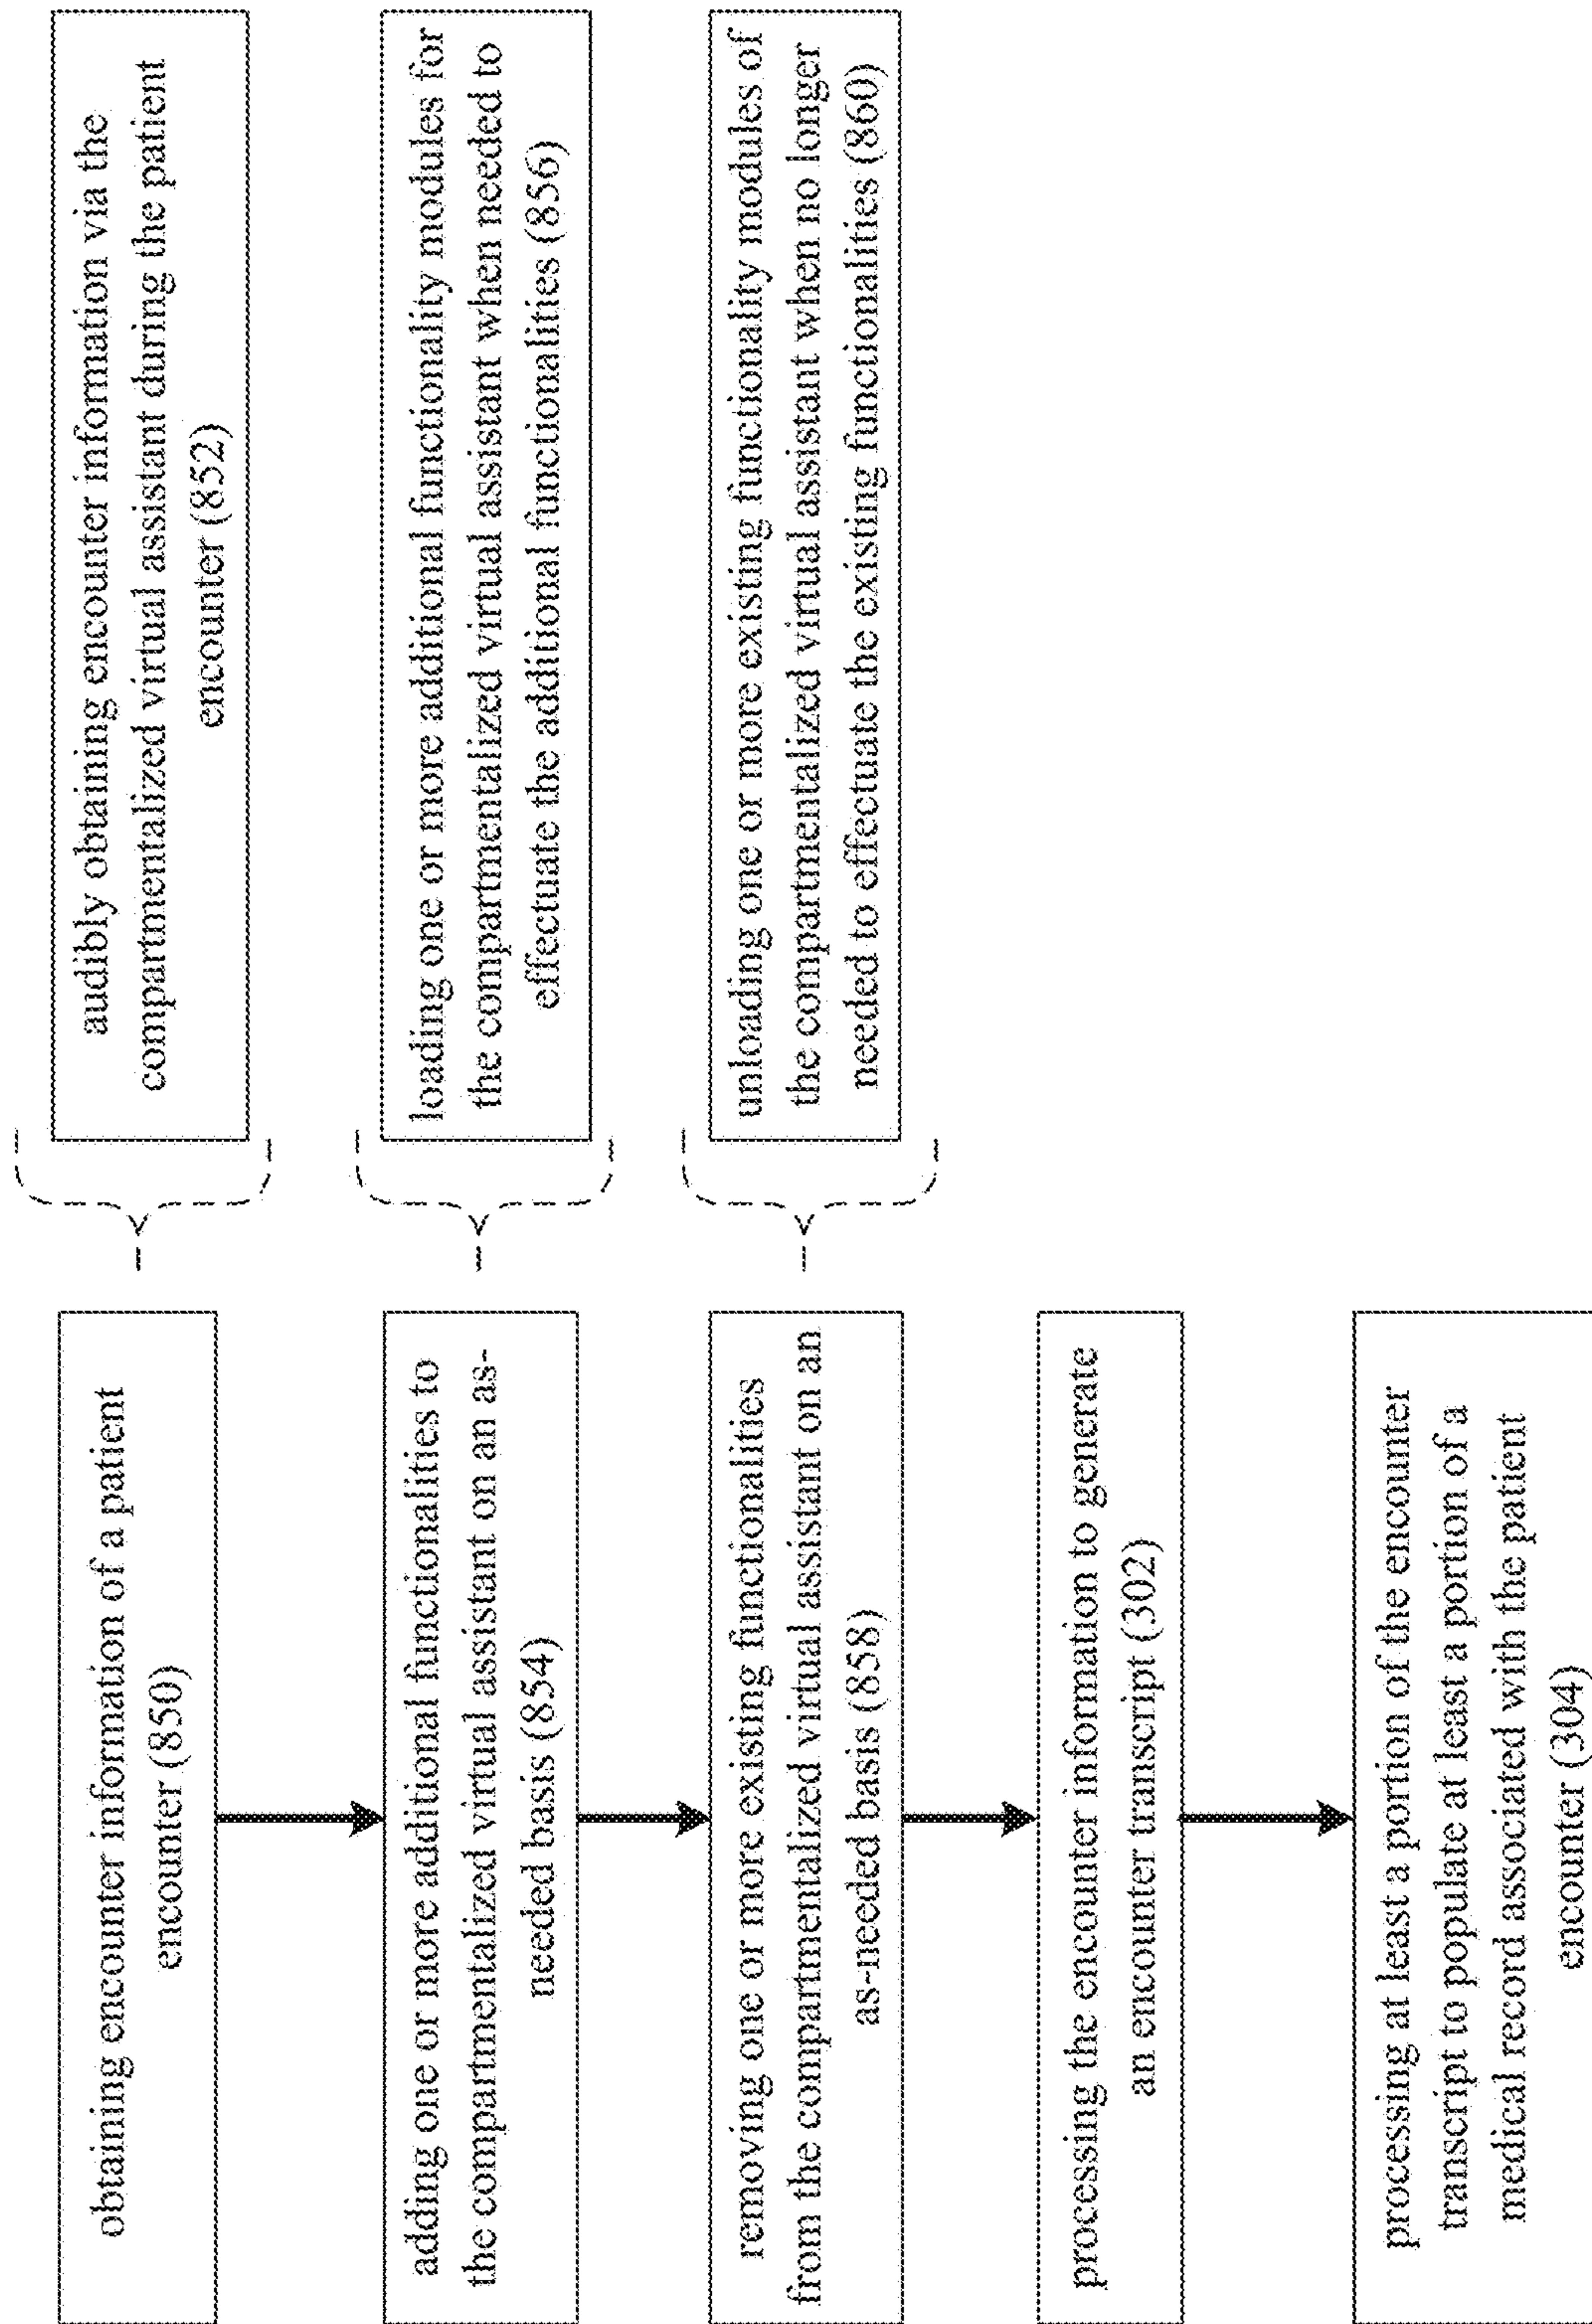 obtaining encounter information of a patient
encounter (850)
audibly obtaining encounter information via the
compartmentalized virtual assistant during the patient
encounter (852)
adding one or more additional functionalities to
the compartmentalized virtual assistant on an as-
needed basis (854)
loading one or more additional functionality modules for
the compartmentalized virtual assistant when needed to
effectuate the additional functionalities (856)
removing one or more existing functionalities
from the compartmentalized virtual assistant on an
as-needed basis (858)
unloading one or more existing functionality modules of
the compartmentalized virtual assistant when no longer
needed to effectuate the existing functionalities (860)
processing the encounter information to generate
an encounter transcript (302)
processing at least a portion of the encounter
transcript to populate at least a portion of a
medical record associated with the patient
encounter (304)